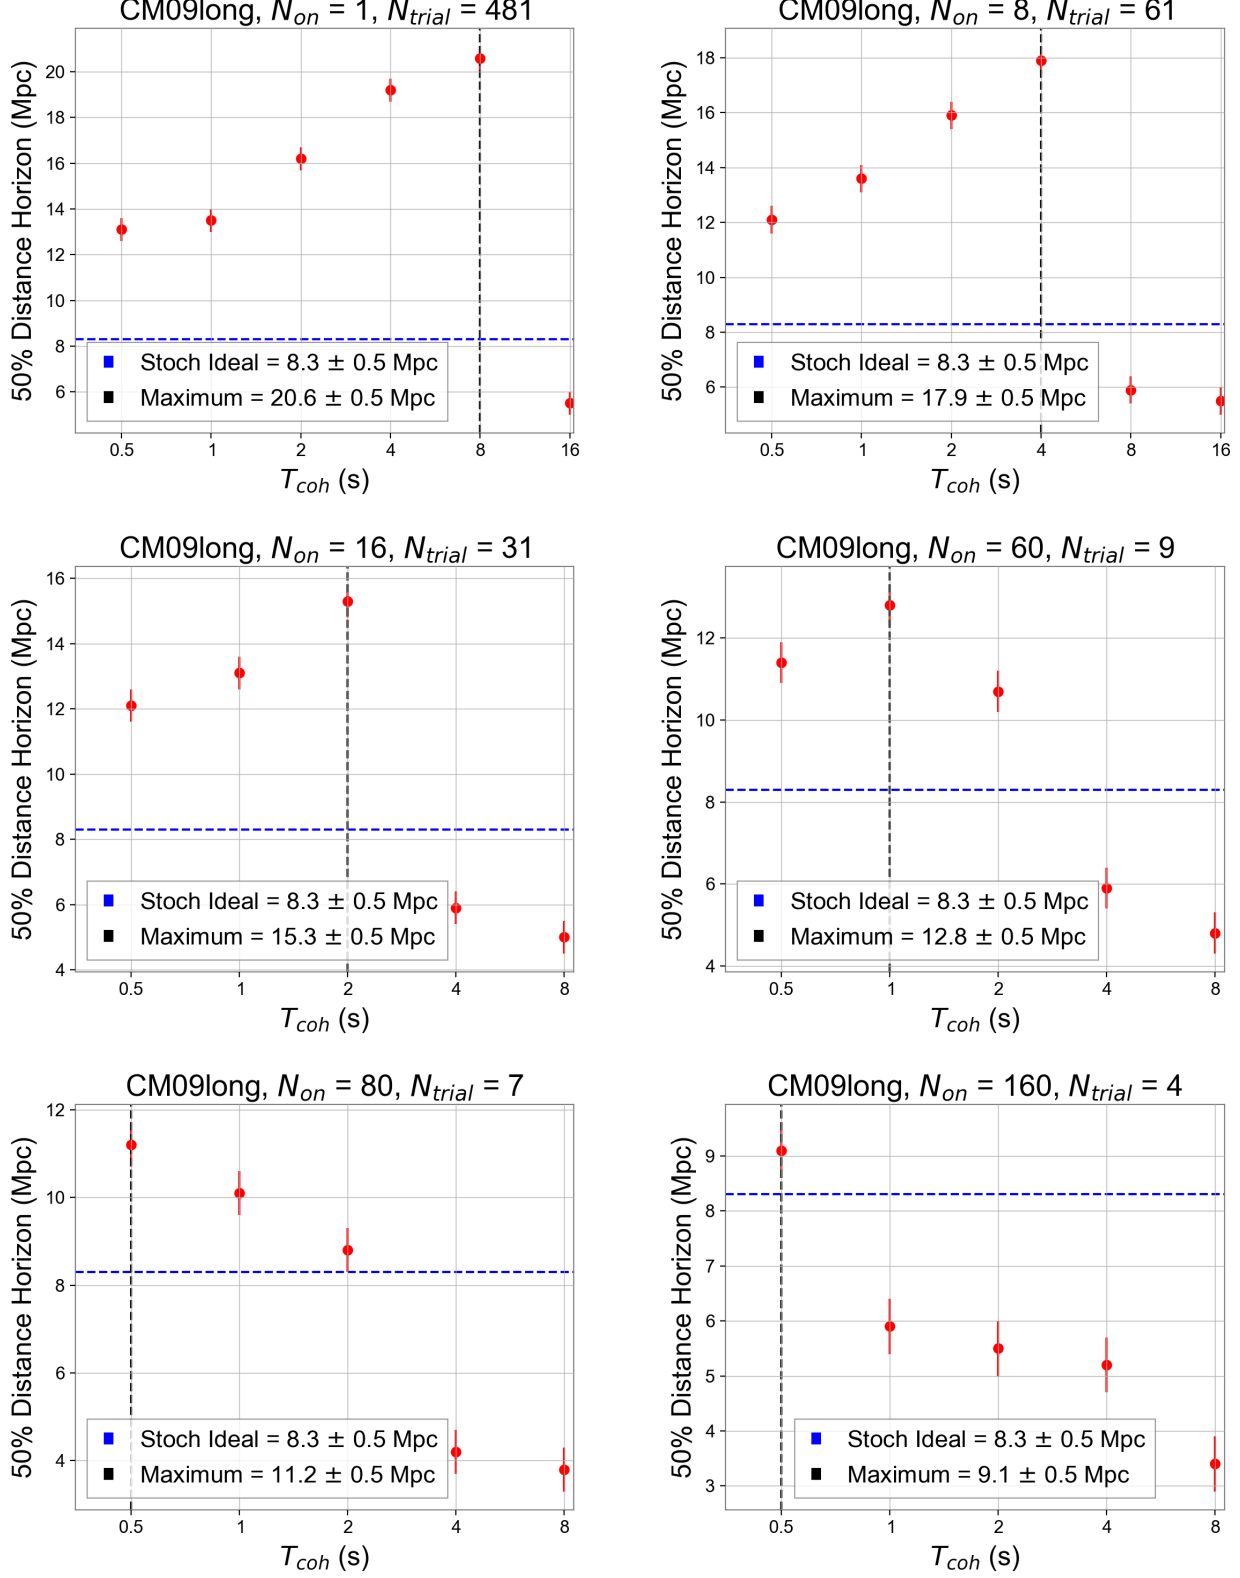 CM09long, N_on = 1, N_trial = 481
50% Distance Horizon (Mpc)
20
18
16
14
12
10
8
6
Stoch Ideal = 8.3 ± 0.5 Mpc
Maximum = 20.6 ± 0.5 Mpc
0.5 1 2 4 8 16
T_coh (s)
CM09long, N_on = 8, N_trial = 61
50% Distance Horizon (Mpc)
18
16
14
12
10
8
6
Stoch Ideal = 8.3 ± 0.5 Mpc
Maximum = 17.9 ± 0.5 Mpc
0.5 1 2 4 8 16
T_coh (s)
CM09long, N_on = 16, N_trial = 31
50% Distance Horizon (Mpc)
16
14
12
10
8
6
4
Stoch Ideal = 8.3 ± 0.5 Mpc
Maximum = 15.3 ± 0.5 Mpc
0.5 1 2 4 8
T_coh (s)
CM09long, N_on = 60, N_trial = 9
50% Distance Horizon (Mpc)
12
10
8
6
4
Stoch Ideal = 8.3 ± 0.5 Mpc
Maximum = 12.8 ± 0.5 Mpc
0.5 1 2 4 8
T_coh (s)
CM09long, N_on = 80, N_trial = 7
50% Distance Horizon (Mpc)
12
10
8
6
4
Stoch Ideal = 8.3 ± 0.5 Mpc
Maximum = 11.2 ± 0.5 Mpc
0.5 1 2 4 8
T_coh (s)
CM09long, N_on = 160, N_trial = 4
50% Distance Horizon (Mpc)
9
8
7
6
5
4
3
Stoch Ideal = 8.3 ± 0.5 Mpc
Maximum = 9.1 ± 0.5 Mpc
0.5 1 2 4 8
T_coh (s)